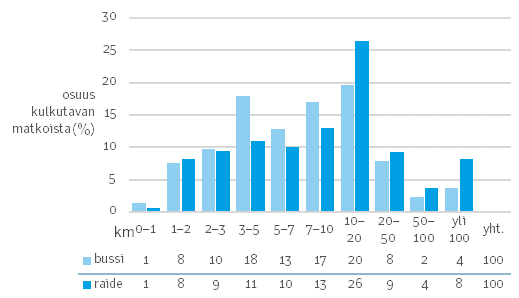 30
25
20
15
10
5
0
osuus
kulkutavan
matkoista (%)
km 0–1 1–2 2–3 3–5 5–7 7–10 10–20 20–50 50–100 yli 100 yht.
bussi 1 8 10 18 13 17 20 8 2 4 100
raide 1 8 9 11 10 13 26 9 4 8 100